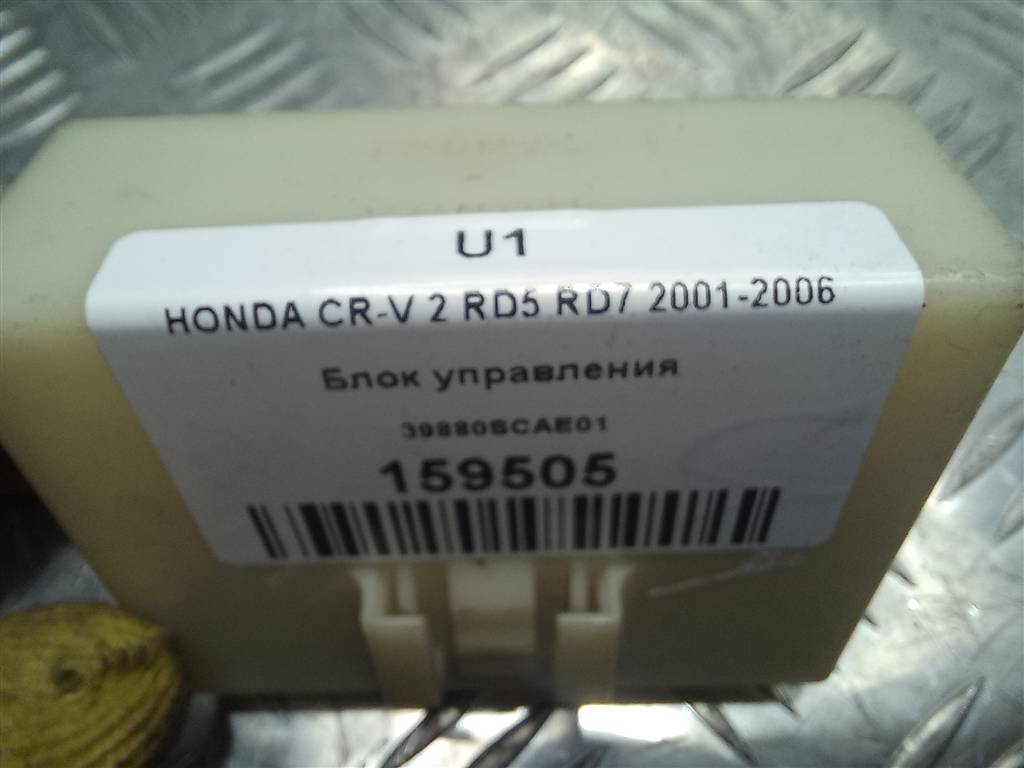 U1
HONDA CR-V 2 RD5 RD7 2001-2006
Блок управления
39880SCAE01
159505